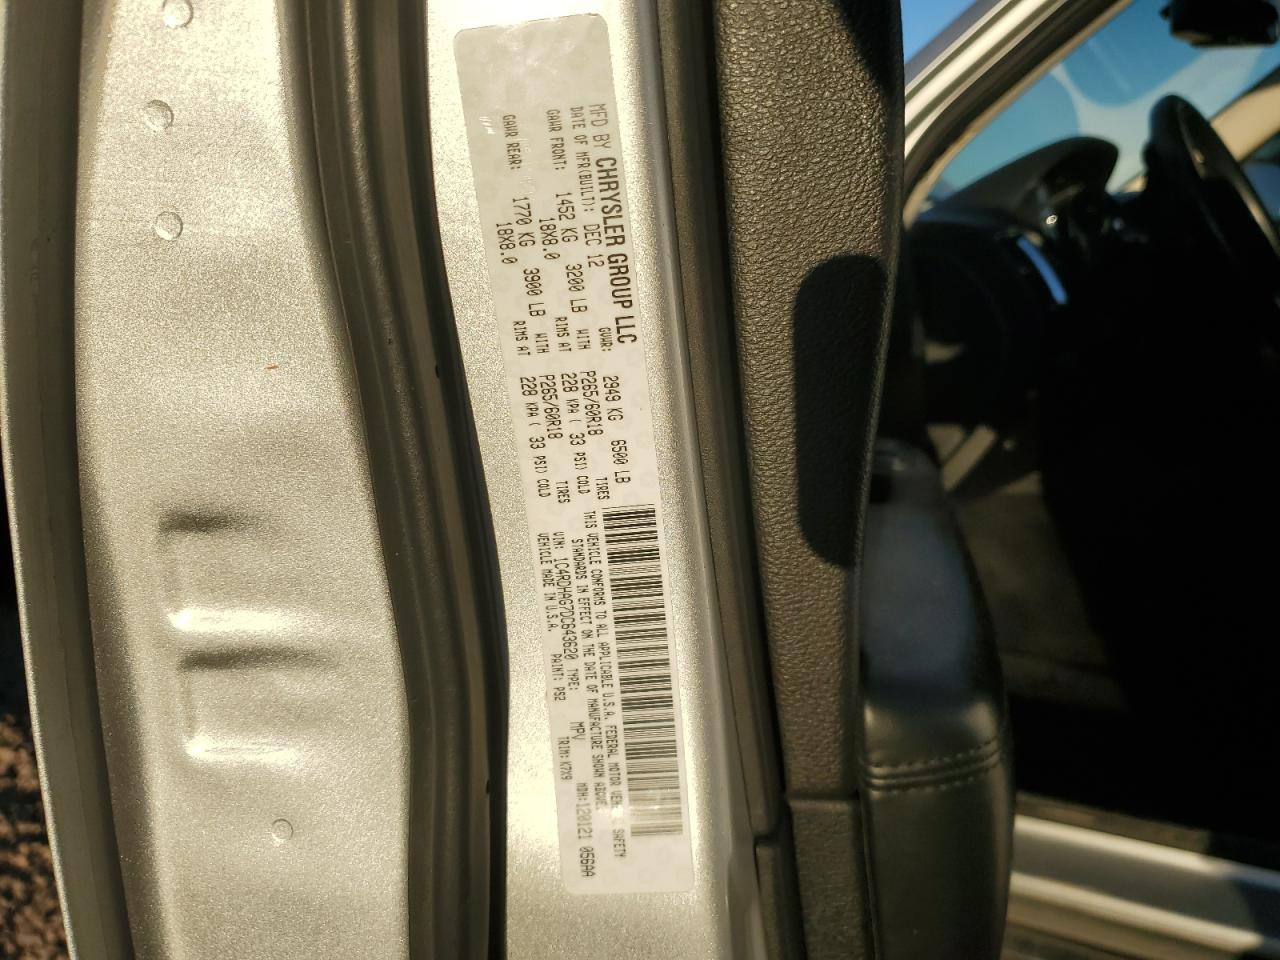 MFD BY CHRYSLER GROUP LLC
DATE OF MFR(BUILT): DEC 12 GVWR: 2949 KG 6500 LB
GAWR FRONT: 1452 KG 3200 LB WITH P265/60R18 TIRES
18X8.0 RIMS AT 228 KPA ( 33 PSI) COLD
GAWR REAR: 1770 KG 3900 LB WITH P265/60R18 TIRES
18X8.0 RIMS AT 228 KPA ( 33 PSI) COLD
THIS VEHICLE CONFORMS TO ALL APPLICABLE U.S.A. FEDERAL MOTOR SAFETY
STANDARDS IN EFFECT ON THE DATE OF MANUFACTURE SHOWN ABOVE.
VIN: 1C4RDHAG7DC643620 TYPE: MPV MDH:120121 056AA
VEHICLE MADE IN U.S.A. PAINT: PS2 TRIM: K7X9